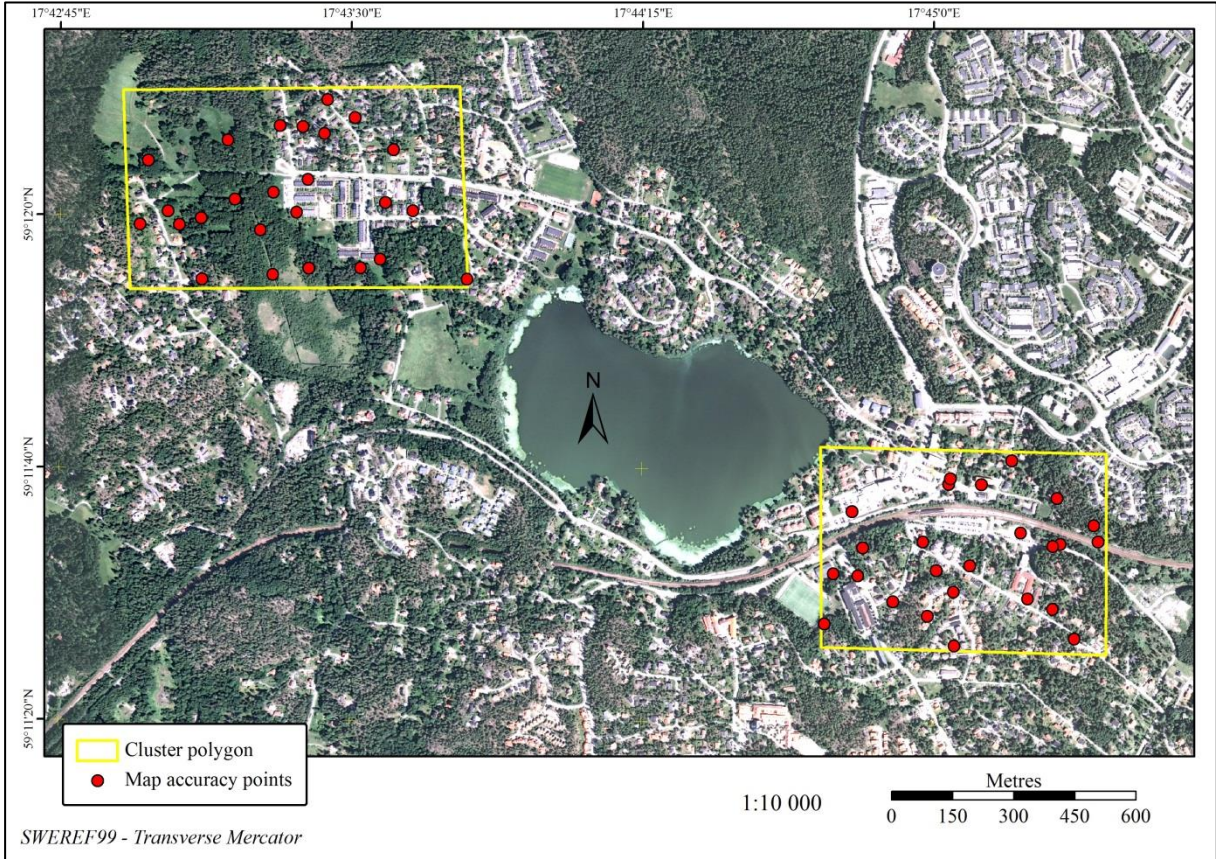 17°42'45"E 17°43'30"E 17°44'15"E 17°45'0"E
59°12'0"N
59°11'40"N
59°11'20"N
N
Cluster polygon
Map accuracy points
1:10 000
Metres
0 150 300 450 600
SWEREF99 - Transverse Mercator